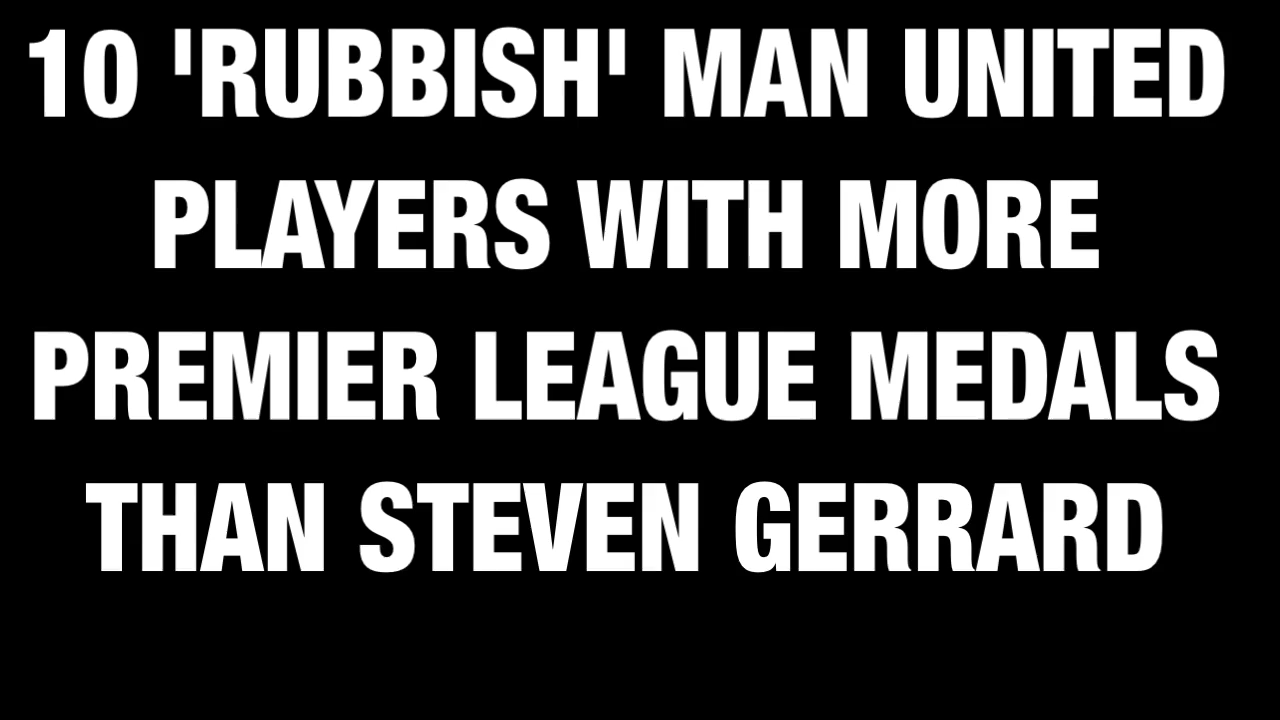 10 'RUBBISH' MAN UNITED
PLAYERS WITH MORE
PREMIER LEAGUE MEDALS
THAN STEVEN GERRARD